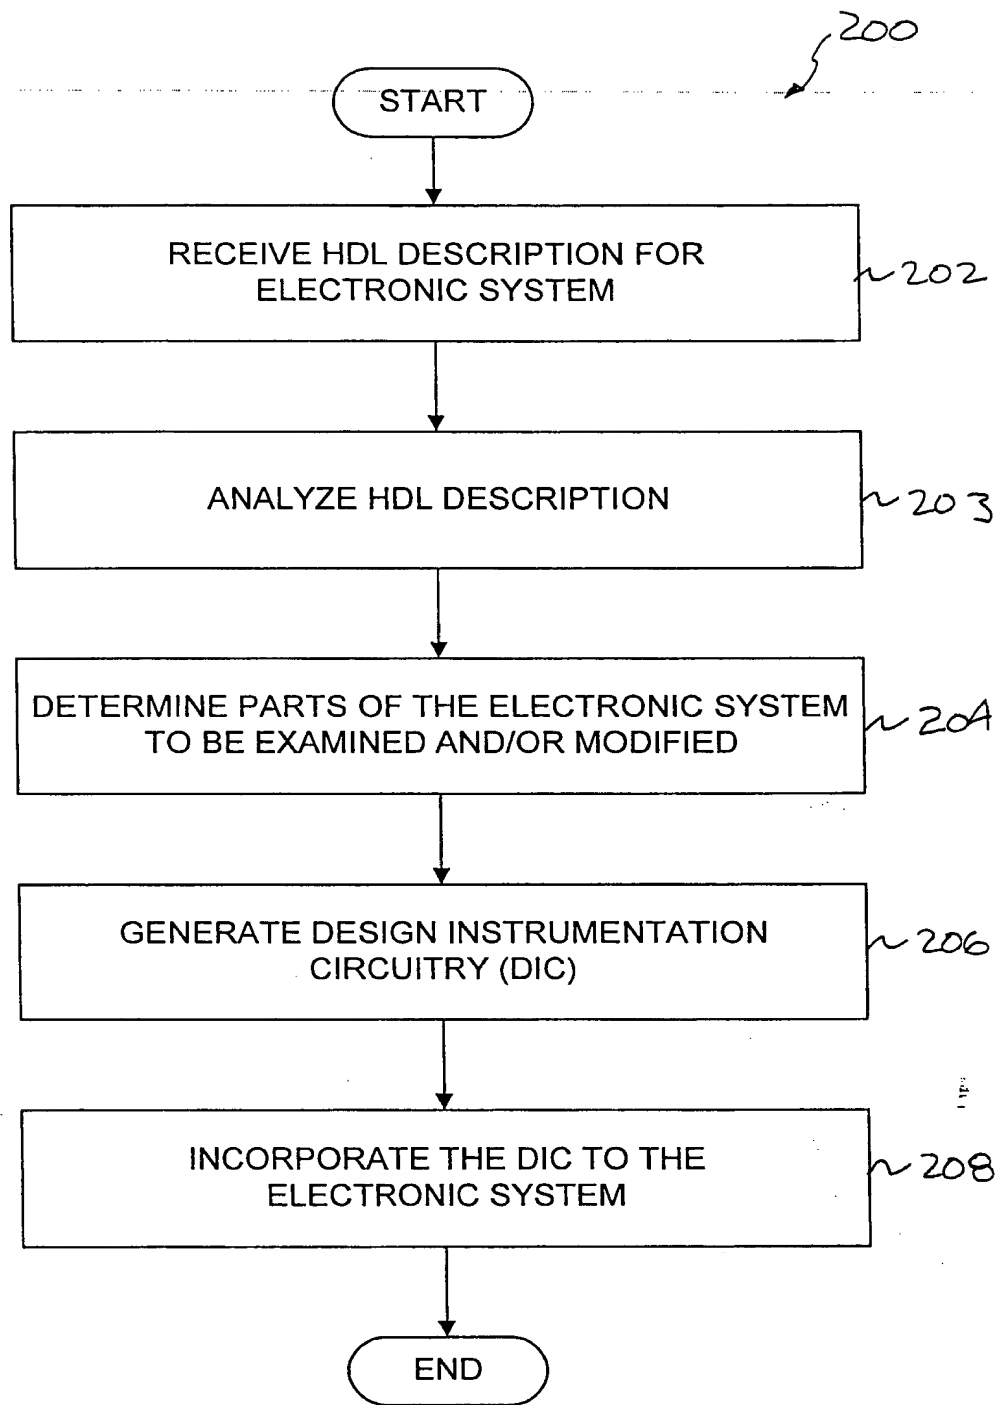 200
START
RECEIVE HDL DESCRIPTION FOR
ELECTRONIC SYSTEM
202
ANALYZE HDL DESCRIPTION
203
DETERMINE PARTS OF THE ELECTRONIC SYSTEM
TO BE EXAMINED AND/OR MODIFIED
204
GENERATE DESIGN INSTRUMENTATION
CIRCUITRY (DIC)
206
INCORPORATE THE DIC TO THE
ELECTRONIC SYSTEM
208
END